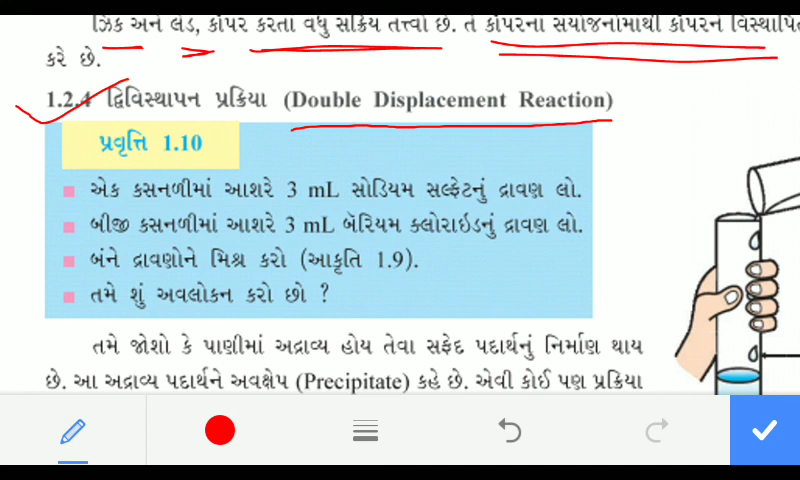 ઝિંક અને લેડ, કૉપર કરતાં વધુ સક્રિય તત્ત્વો છે. તે કૉપરનાં સંયોજનોમાંથી કૉપરને વિસ્થાપિત
કરે છે.
1.2.4 દ્વિવિસ્થાપન પ્રક્રિયા (Double Displacement Reaction)
પ્રવૃત્તિ 1.10
એક કસનળીમાં આશરે 3 mL સોડિયમ સલ્ફેટનું દ્રાવણ લો.
બીજી કસનળીમાં આશરે 3 mL બૅરિયમ ક્લોરાઇડનું દ્રાવણ લો.
બંને દ્રાવણોને મિશ્ર કરો (આકૃતિ 1.9).
તમે શું અવલોકન કરો છો ?
તમે જોશો કે પાણીમાં અદ્રાવ્ય હોય તેવા સફેદ પદાર્થનું નિર્માણ થાય
છે. આ અદ્રાવ્ય પદાર્થને અવક્ષેપ (Precipitate) કહે છે. એવી કોઈ પણ પ્રક્રિયા